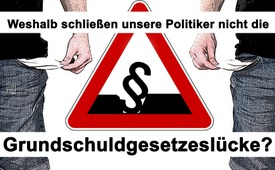 Weshalb schließen unsere Politiker nicht die
§
Grundschuldgesetzeslücke?